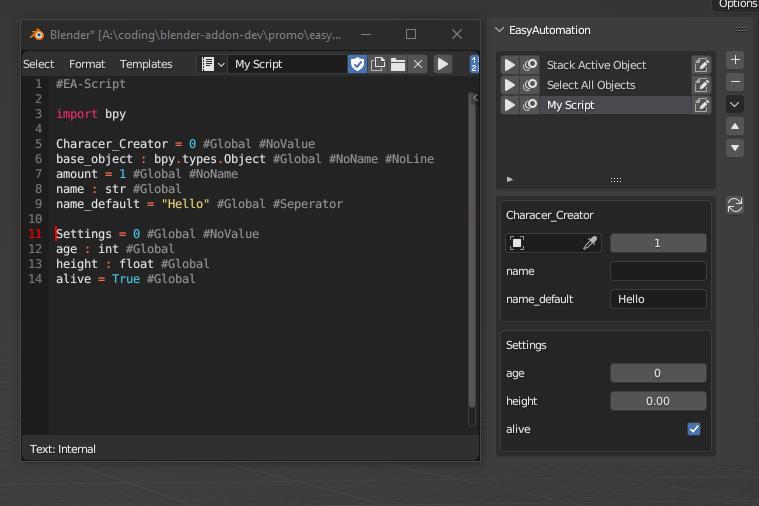 Options
Blender* [A:\coding\blender-addon-dev\promo\easy...
Select Format Templates My Script
1 #EA-Script
2
3 import bpy
4
5 Characer_Creator = 0 #Global #NoValue
6 base_object : bpy.types.Object #Global #NoName #NoLine
7 amount = 1 #Global #NoName
8 name : str #Global
9 name_default = "Hello" #Global #Seperator
10
11 Settings = 0 #Global #NoValue
12 age : int #Global
13 height : float #Global
14 alive = True #Global
Text: Internal
EasyAutomation
Stack Active Object
Select All Objects
My Script
Characer_Creator
1
name
name_default Hello
Settings
age 0
height 0.00
alive